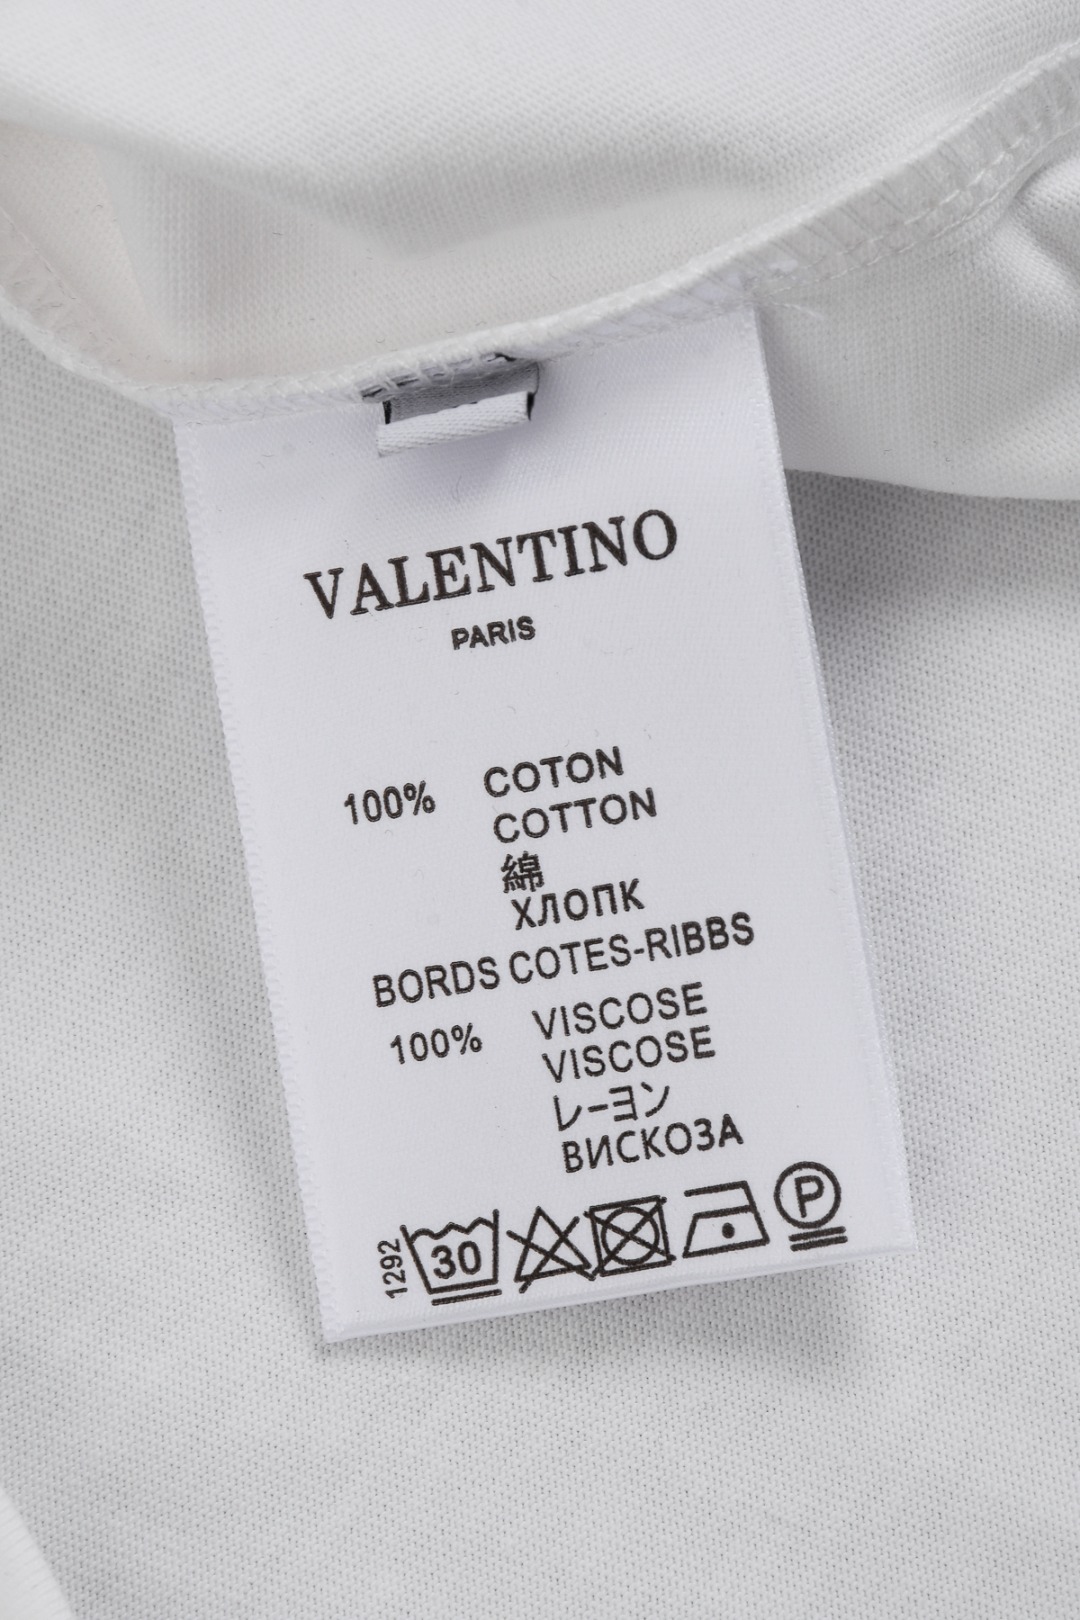 VALENTINO
PARIS
100% COTON
COTTON
綿
ХЛОПК
BORDS COTES-RIBBS
100% VISCOSE
VISCOSE
レーヨン
ВИСКОЗА
1292 30 P